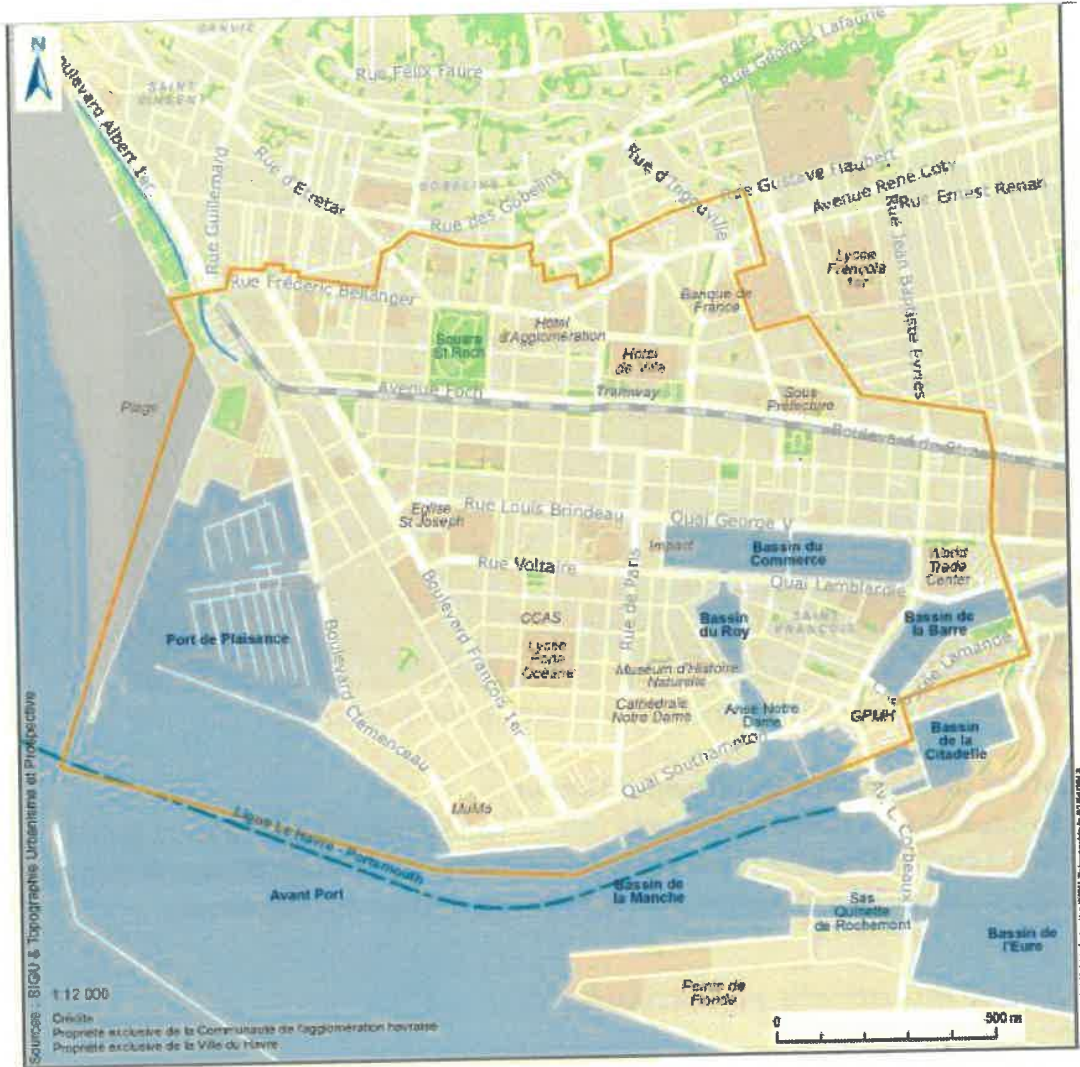 N
SANVIC
Rue Félix Faure
Rue Georges Lafaurie
SAINT
VINCENT
Boulevard Albert 1er
Rue Guillemard
Rue d'Etretat
GOBELINS
Rue des Gobelins
Rue d'Ingouville
Gustave Flaubert
Avenue René Coty
Rue Ernest Renan
Rue Jean Baptiste Eyriès
Lycée
François
1er
Rue Frédéric Bellanger
Banque de
France
Hôtel
d'Agglomération
Square
St Roch
Hôtel
de Ville
Plage
Avenue Foch
Tramway
Sous
Préfecture
Boulevard de
Eglise
St Joseph
Rue Louis Brindeau
Quai George V
Impact
Bassin du
Commerce
World
Trade
Center
Rue Voltaire
Quai Lamblardie
Boulevard François 1er
Rue de Paris
CCAS
Bassin
du Roy
SAINT
FRANÇOIS
Bassin de
la Barre
Port de Plaisance
Lycée
Porte
Océane
Muséum d'Histoire
Naturelle
Lamandé
Boulevard Clemenceau
Cathédrale
Notre Dame
Anse Notre
Dame
GPMH
Bassin
de la
Citadelle
Quai Southampton
MuMa
Av. L. Corbeaux
Ligne Le Havre - Portsmouth
Avant Port
Bassin de
la Manche
Sas
Quinette
de Rochemont
Bassin de
l'Eure
Pointe de
Floride
1:12 000
0 500 m
Crédits
Propriété exclusive de la Communauté de l'agglomération havraise
Propriété exclusive de la Ville du Havre
Sources : SIGU & Topographie Urbanisme et Prospective